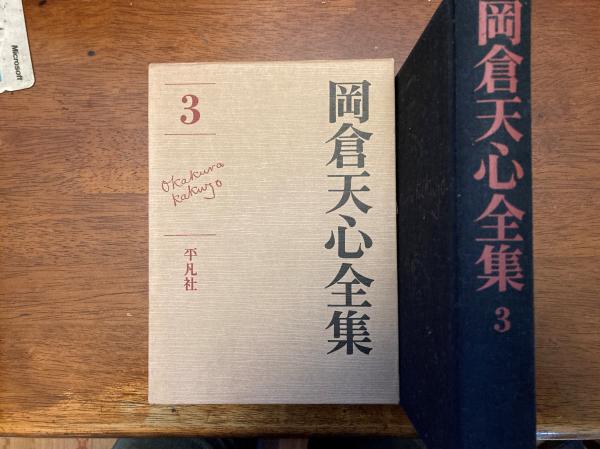 岡倉天心全集
3
Okakura
Kakuzo
平凡社
岡倉天心全集
3
Microsoft